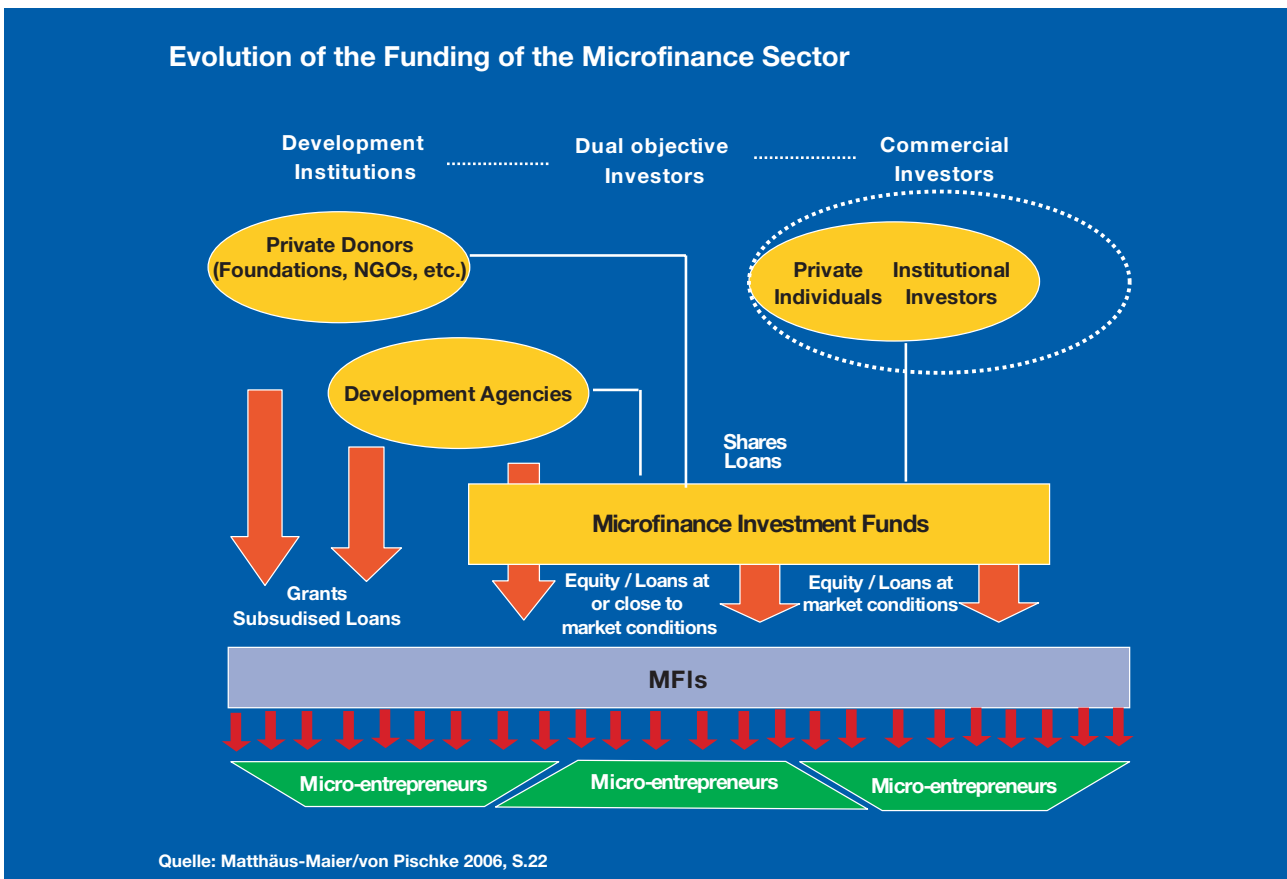 Evolution of the Funding of the Microfinance Sector
Development
Institutions
Dual objective
Investors
Commercial
Investors
Private Donors
(Foundations, NGOs, etc.)
Private
Individuals
Institutional
Investors
Development Agencies
Shares
Loans
Microfinance Investment Funds
Grants
Subsudised Loans
Equity / Loans at
or close to
market conditions
Equity / Loans at
market conditions
MFIs
Micro-entrepreneurs
Micro-entrepreneurs
Micro-entrepreneurs
Quelle: Matthäus-Maier/von Pischke 2006, S.22